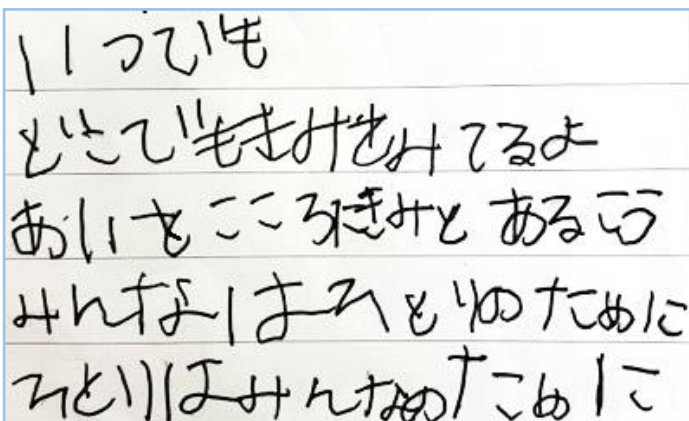 いつでも
どこでもきみをみてるよ
あいをこころにきみとあるこう
みんなはひとりのために
ひとりはみんなのために